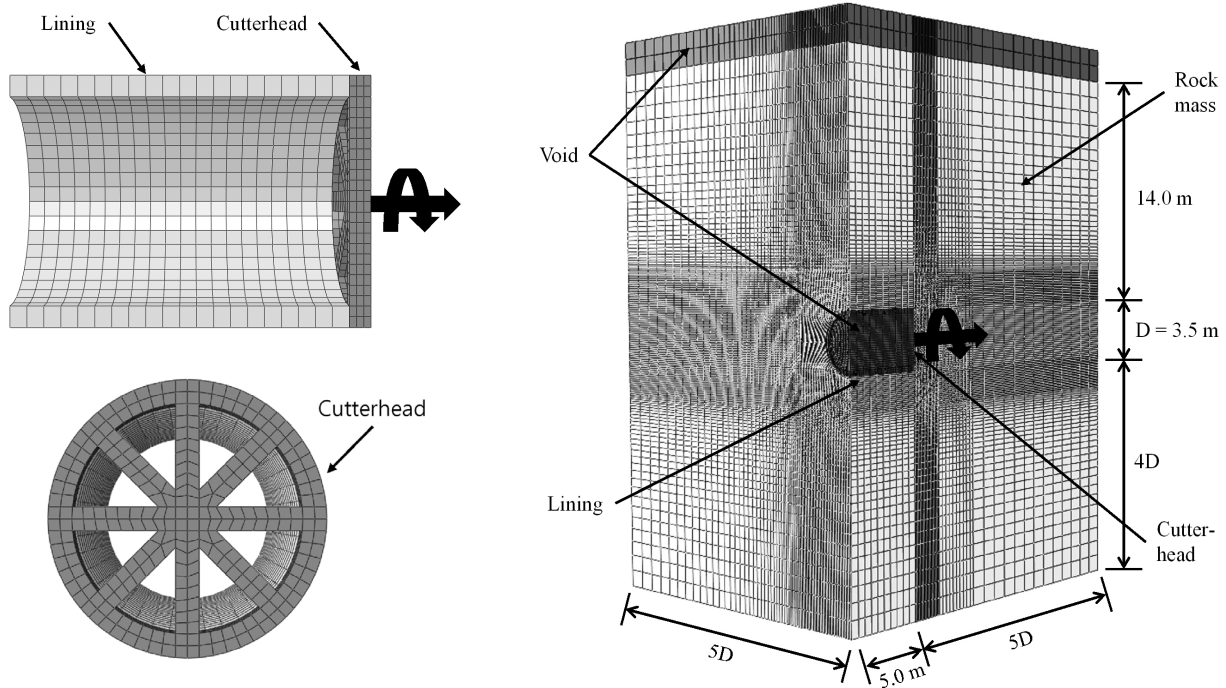 Lining
Cutterhead
Cutterhead
Void
Rock
mass
14.0 m
D = 3.5 m
4D
Lining
Cutter-
head
5D
5.0 m
5D